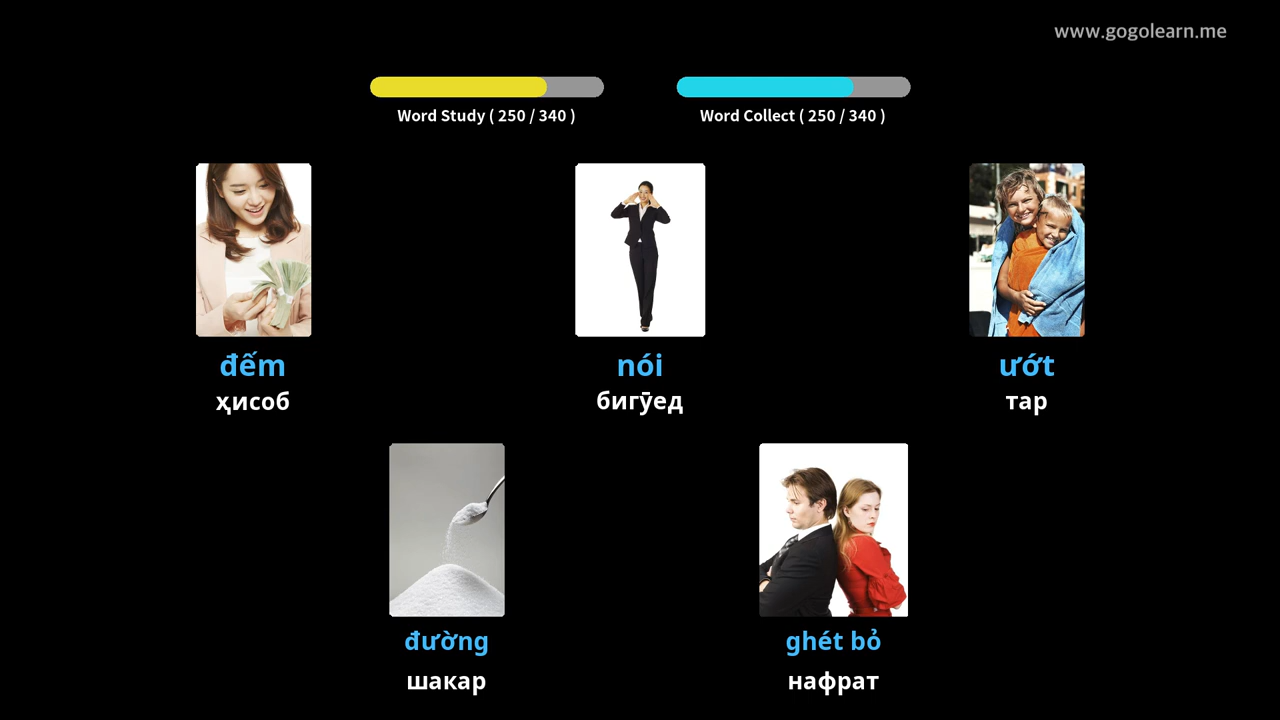 www.gogolearn.me
Word Study ( 250 / 340 )
Word Collect ( 250 / 340 )
đếm
ҳисоб
nói
бигӯед
ướt
тар
đường
шакар
ghét bỏ
нафрат